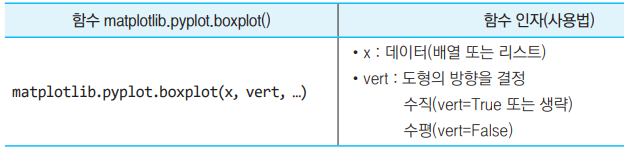 함수 matplotlib.pyplot.boxplot()
함수 인자(사용법)
matplotlib.pyplot.boxplot(x, vert, …)
• x : 데이터(배열 또는 리스트)
• vert : 도형의 방향을 결정
수직(vert=True 또는 생략)
수평(vert=False)